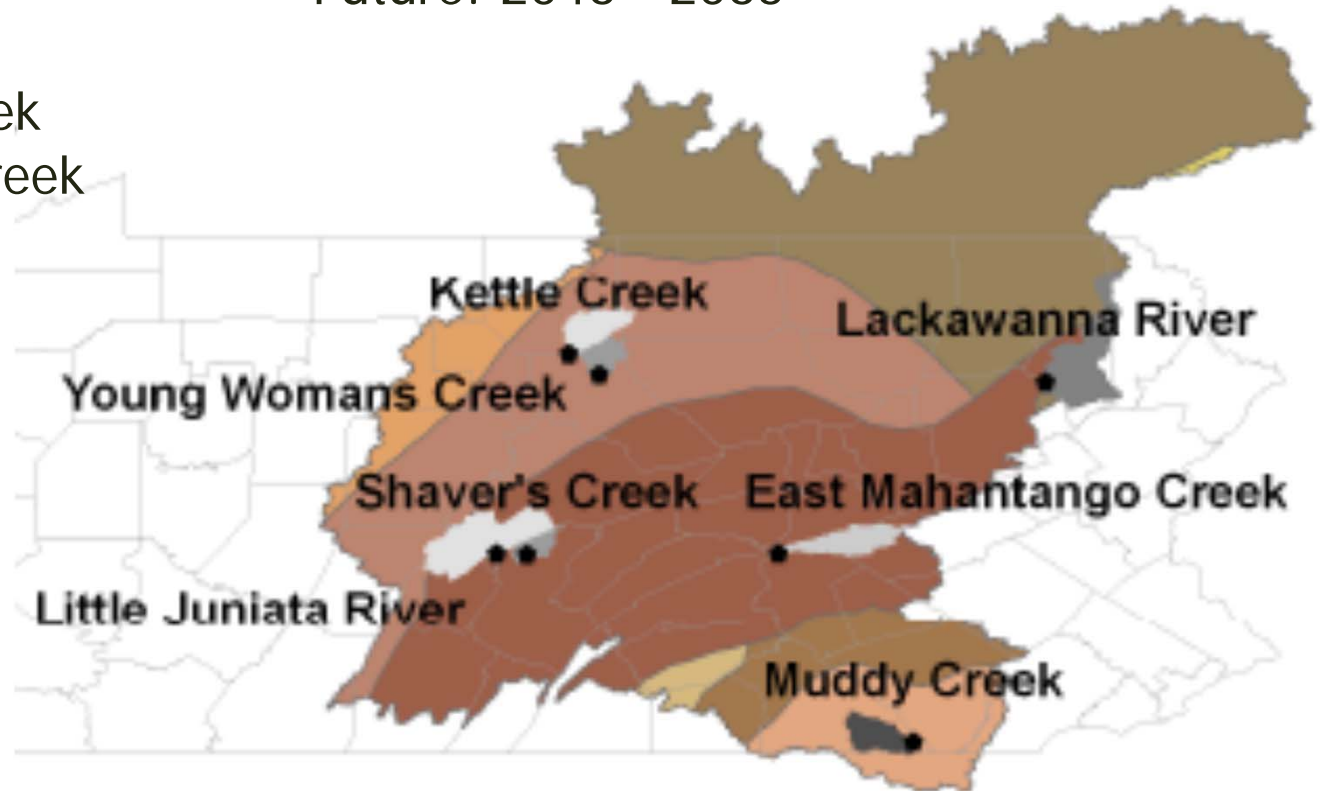 Future:
ek
reek
Kettle Creek
Lackawanna River
Young Womans Creek
Shaver's Creek
East Mahantango Creek
Little Juniata River
Muddy Creek